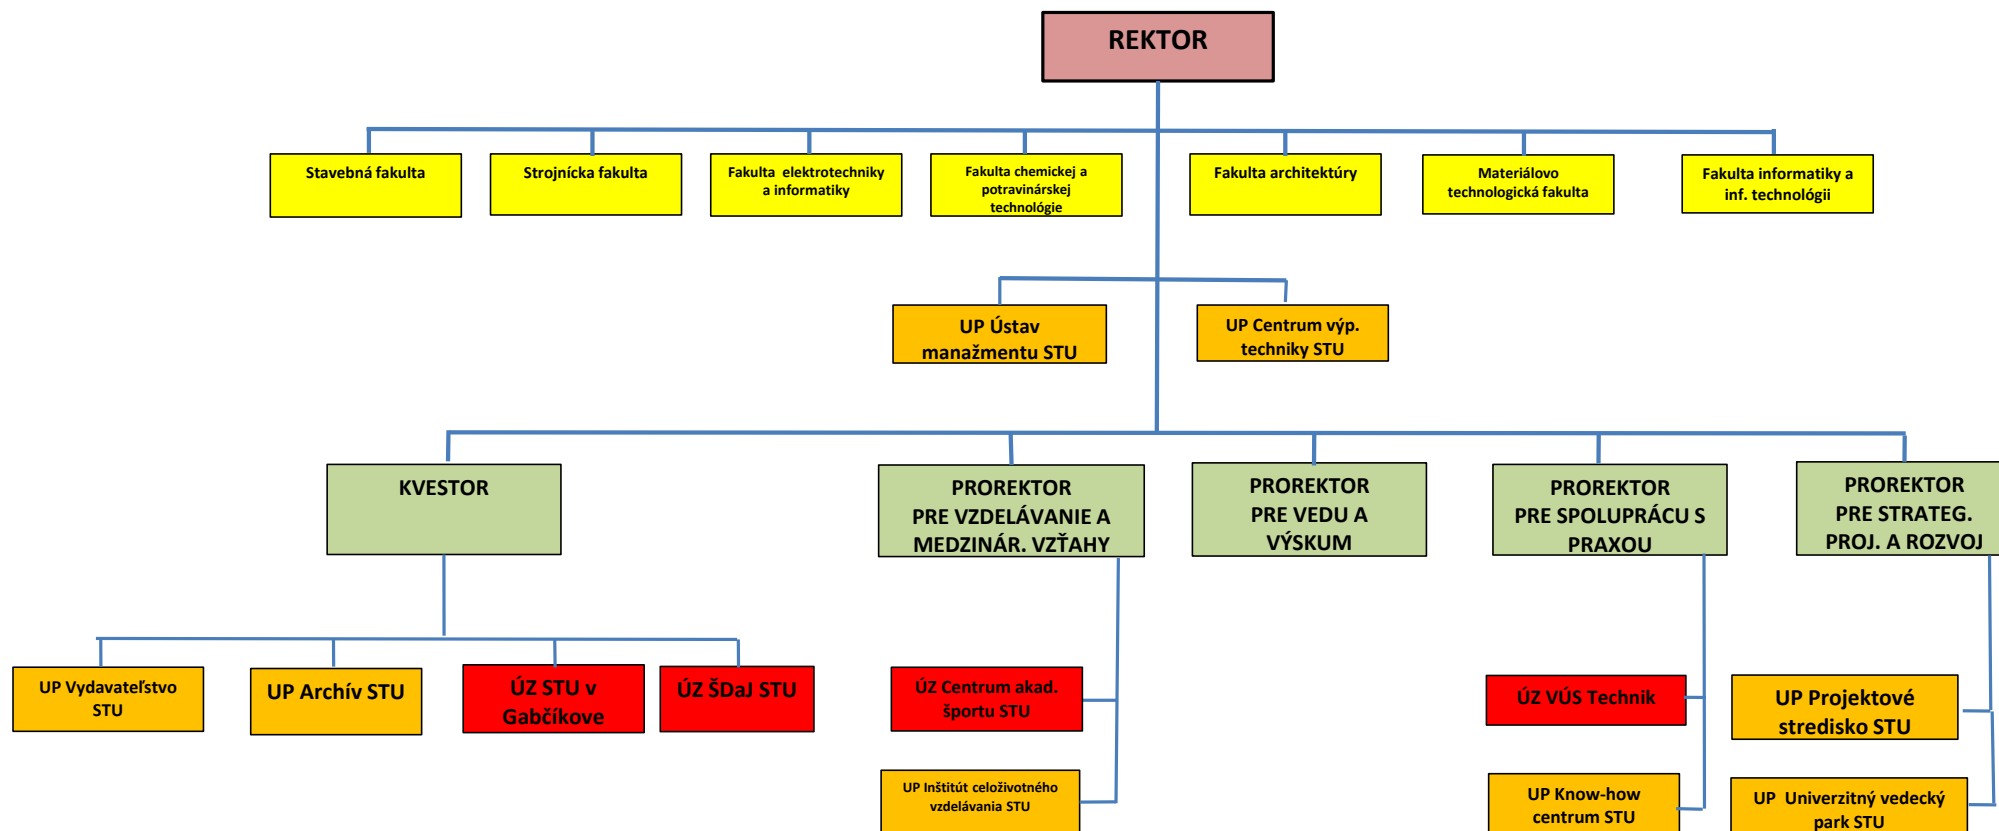 REKTOR
Stavebná fakulta
Strojnícka fakulta
Fakulta elektrotechniky
a informatiky
Fakulta chemickej a
potravinárskej
technológie
Fakulta architektúry
Materiálovo
technologická fakulta
Fakulta informatiky a
inf. technológii
UP Ústav
manažmentu STU
UP Centrum výp.
techniky STU
KVESTOR
PROREKTOR
PRE VZDELÁVANIE A
MEDZINÁR. VZŤAHY
PROREKTOR
PRE VEDU A
VÝSKUM
PROREKTOR
PRE SPOLUPRÁCU S
PRAXOU
PROREKTOR
PRE STRATEG.
PROJ. A ROZVOJ
UP Vydavateľstvo
STU
UP Archív STU
ÚZ STU v
Gabčíkove
ÚZ ŠDaJ STU
ÚZ Centrum akad.
športu STU
ÚZ VÚS Technik
UP Projektové
stredisko STU
UP Inštitút celoživotného
vzdelávania STU
UP Know-how
centrum STU
UP Univerzitný vedecký
park STU